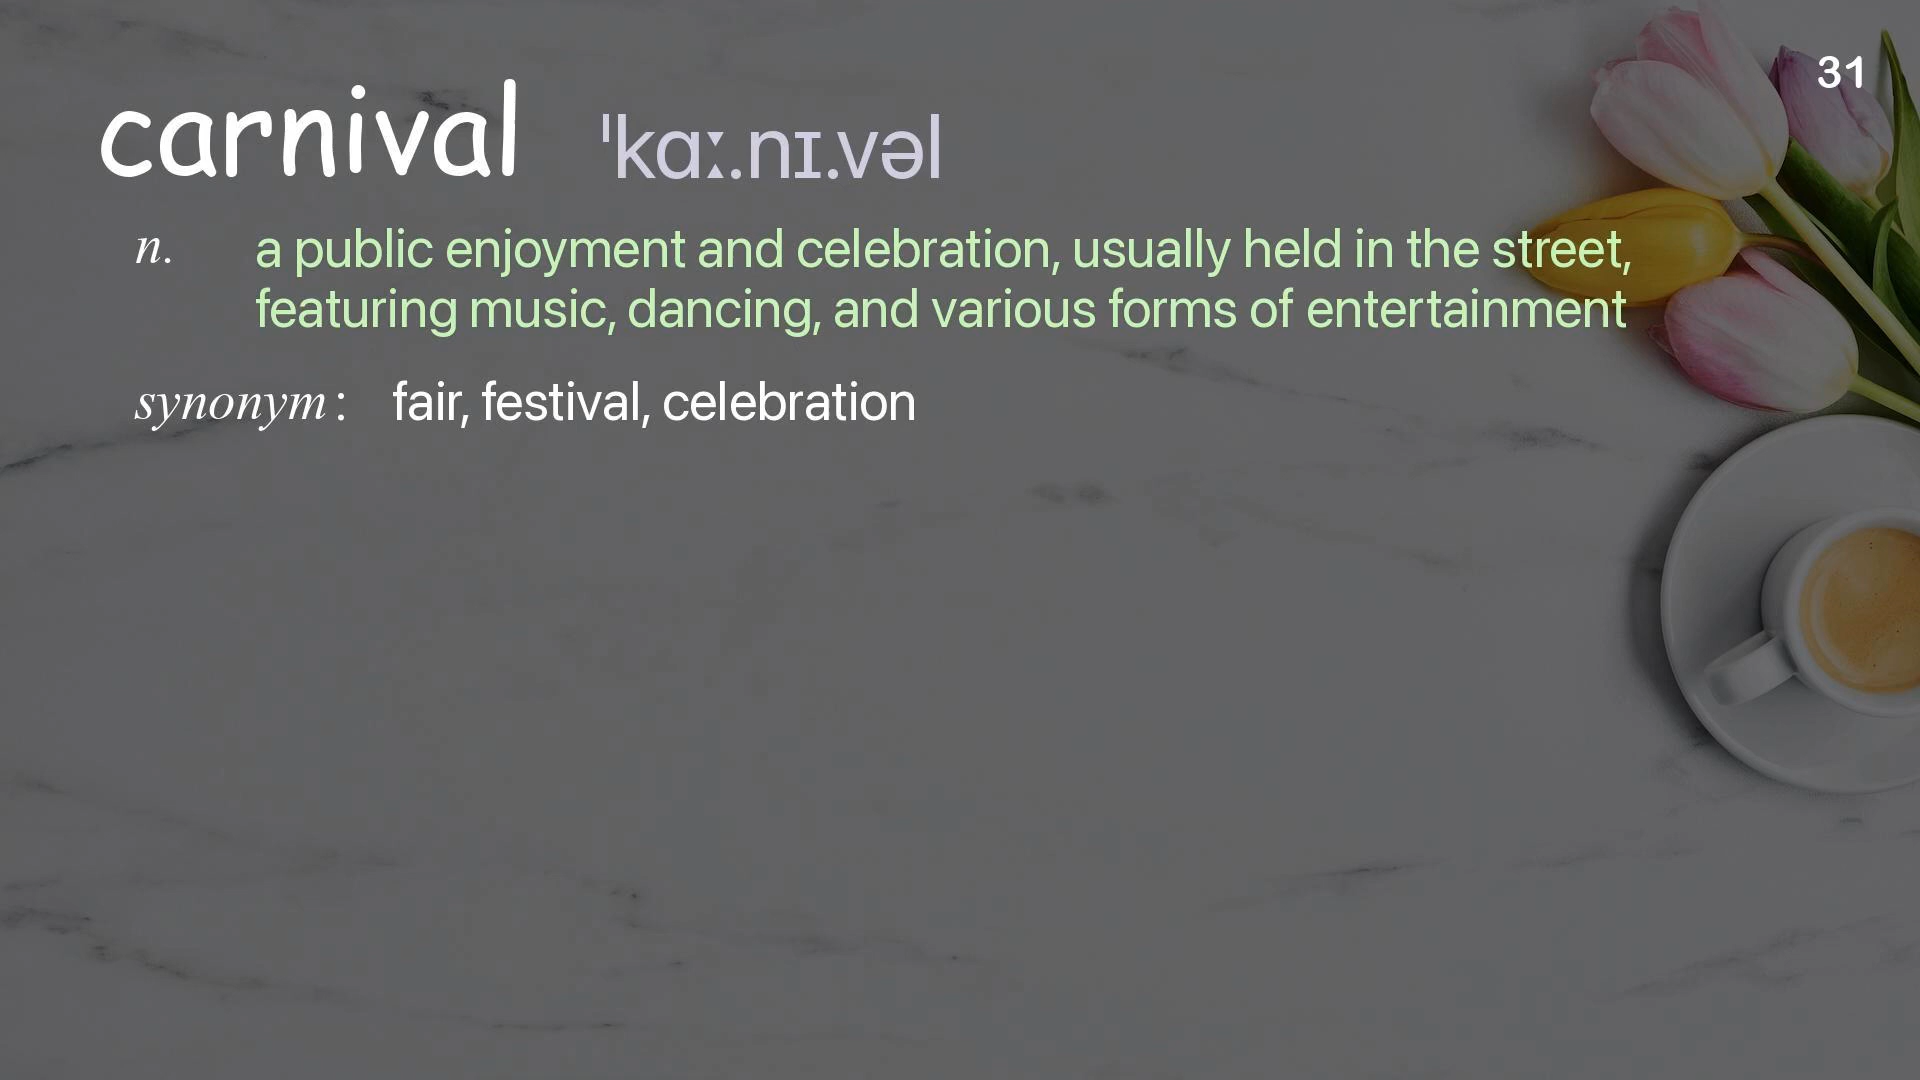 31
carnival ˈkɑː.nɪ.vəl
n. a public enjoyment and celebration, usually held in the street,
featuring music, dancing, and various forms of entertainment
synonym: fair, festival, celebration